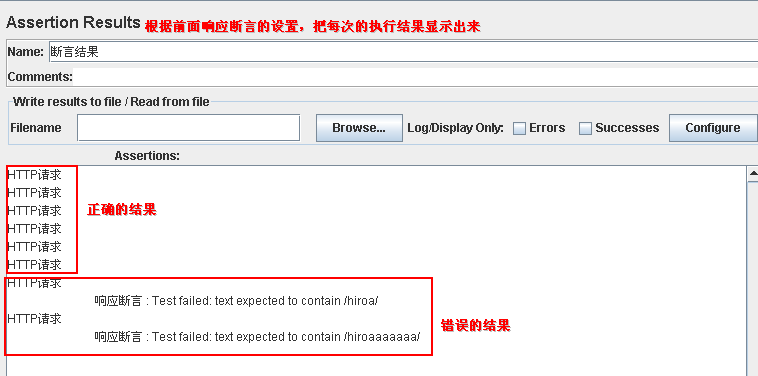 Assertion Results 根据前面响应断言的设置，把每次的执行结果显示出来
Name: 断言结果
Comments:
Write results to file / Read from file
Filename Browse... Log/Display Only: Errors Successes Configure
Assertions:
HTTP请求
HTTP请求
HTTP请求 正确的结果
HTTP请求
HTTP请求
HTTP请求
HTTP请求
响应断言 : Test failed: text expected to contain /hiroa/
HTTP请求 错误的结果
响应断言 : Test failed: text expected to contain /hiroaaaaaaa/